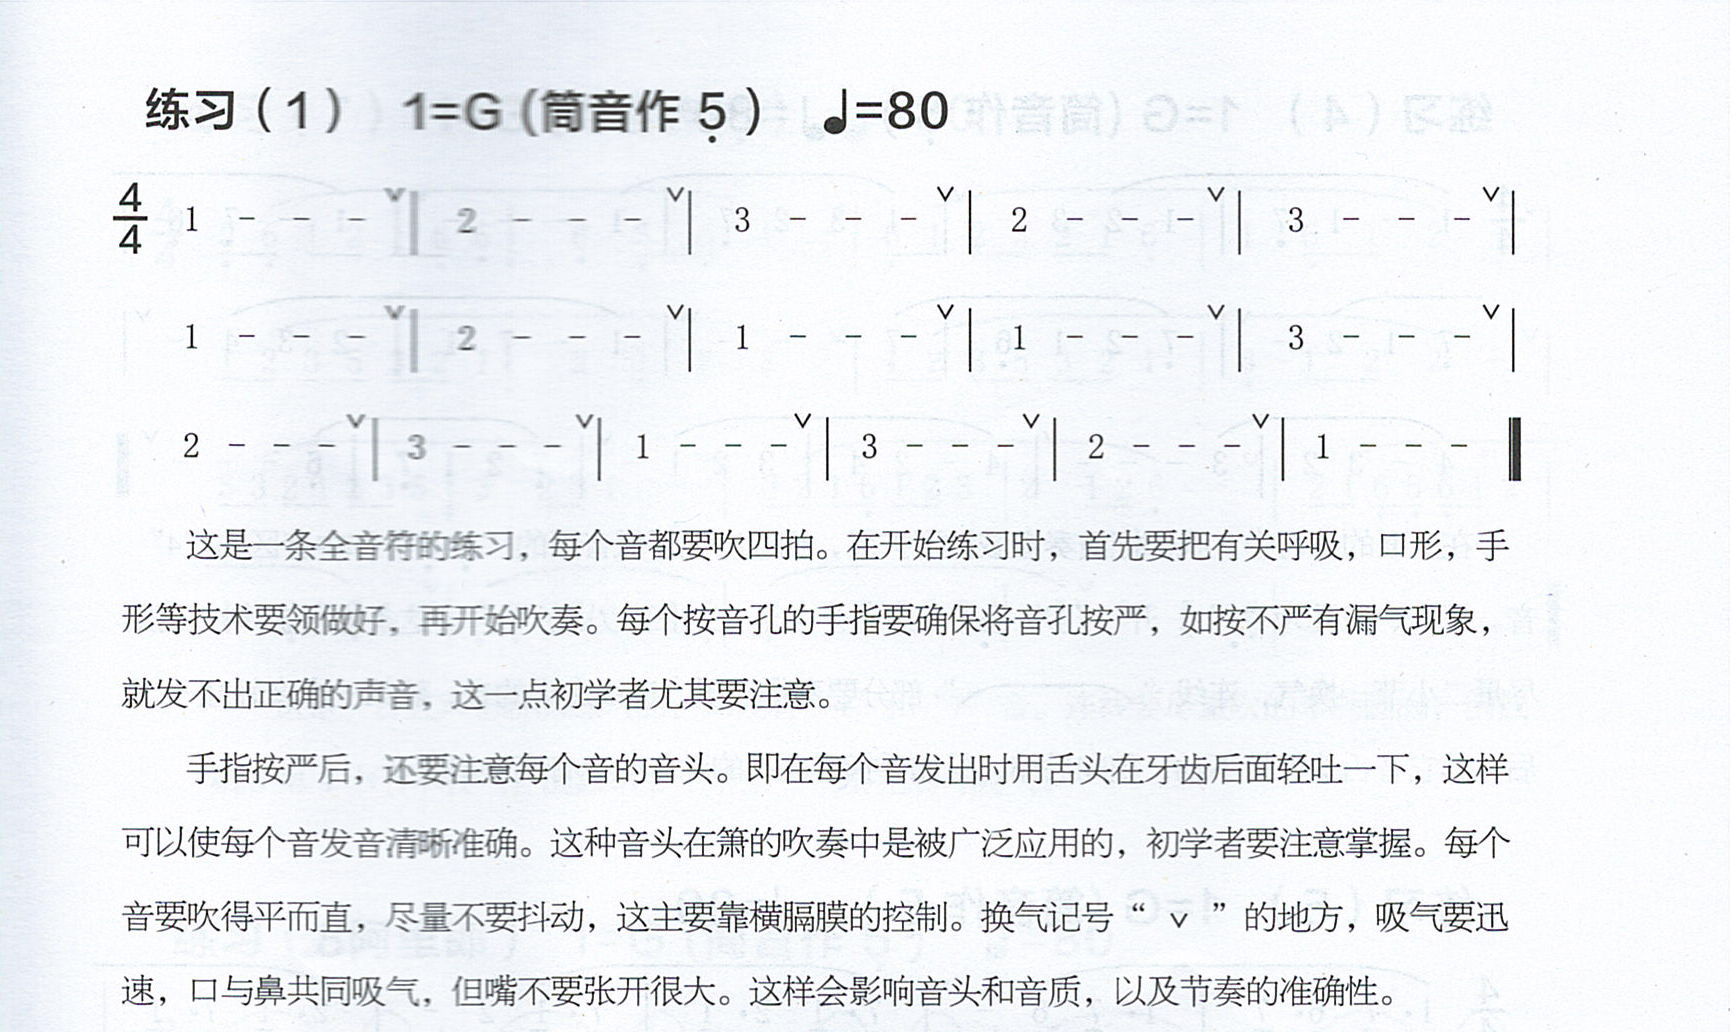 练习（1） 1=G（筒音作 5̣ ） ♩=80
4/4 1 - - -ˇ| 2 - - -ˇ| 3 - - -ˇ| 2 - - -ˇ| 3 - - -ˇ|
1 - - -ˇ| 2 - - -ˇ| 1 - - -ˇ| 1 - - -ˇ| 3 - - -ˇ|
2 - - -ˇ| 3 - - -ˇ| 1 - - -ˇ| 3 - - -ˇ| 2 - - -ˇ| 1 - - - ‖
这是一条全音符的练习，每个音都要吹四拍。在开始练习时，首先要把有关呼吸，口形，手
形等技术要领做好，再开始吹奏。每个按音孔的手指要确保将音孔按严，如按不严有漏气现象，
就发不出正确的声音，这一点初学者尤其要注意。
手指按严后，还要注意每个音的音头。即在每个音发出时用舌头在牙齿后面轻吐一下，这样
可以使每个音发音清晰准确。这种音头在箫的吹奏中是被广泛应用的，初学者要注意掌握。每个
音要吹得平而直，尽量不要抖动，这主要靠横膈膜的控制。换气记号“ ∨ ”的地方，吸气要迅
速，口与鼻共同吸气，但嘴不要张开很大。这样会影响音头和音质，以及节奏的准确性。